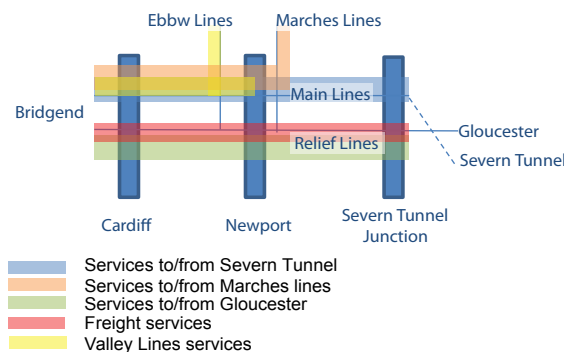 Ebbw Lines
Marches Lines
Main Lines
Bridgend
Gloucester
Relief Lines
Severn Tunnel
Cardiff
Newport
Severn Tunnel
Junction
Services to/from Severn Tunnel
Services to/from Marches lines
Services to/from Gloucester
Freight services
Valley Lines services